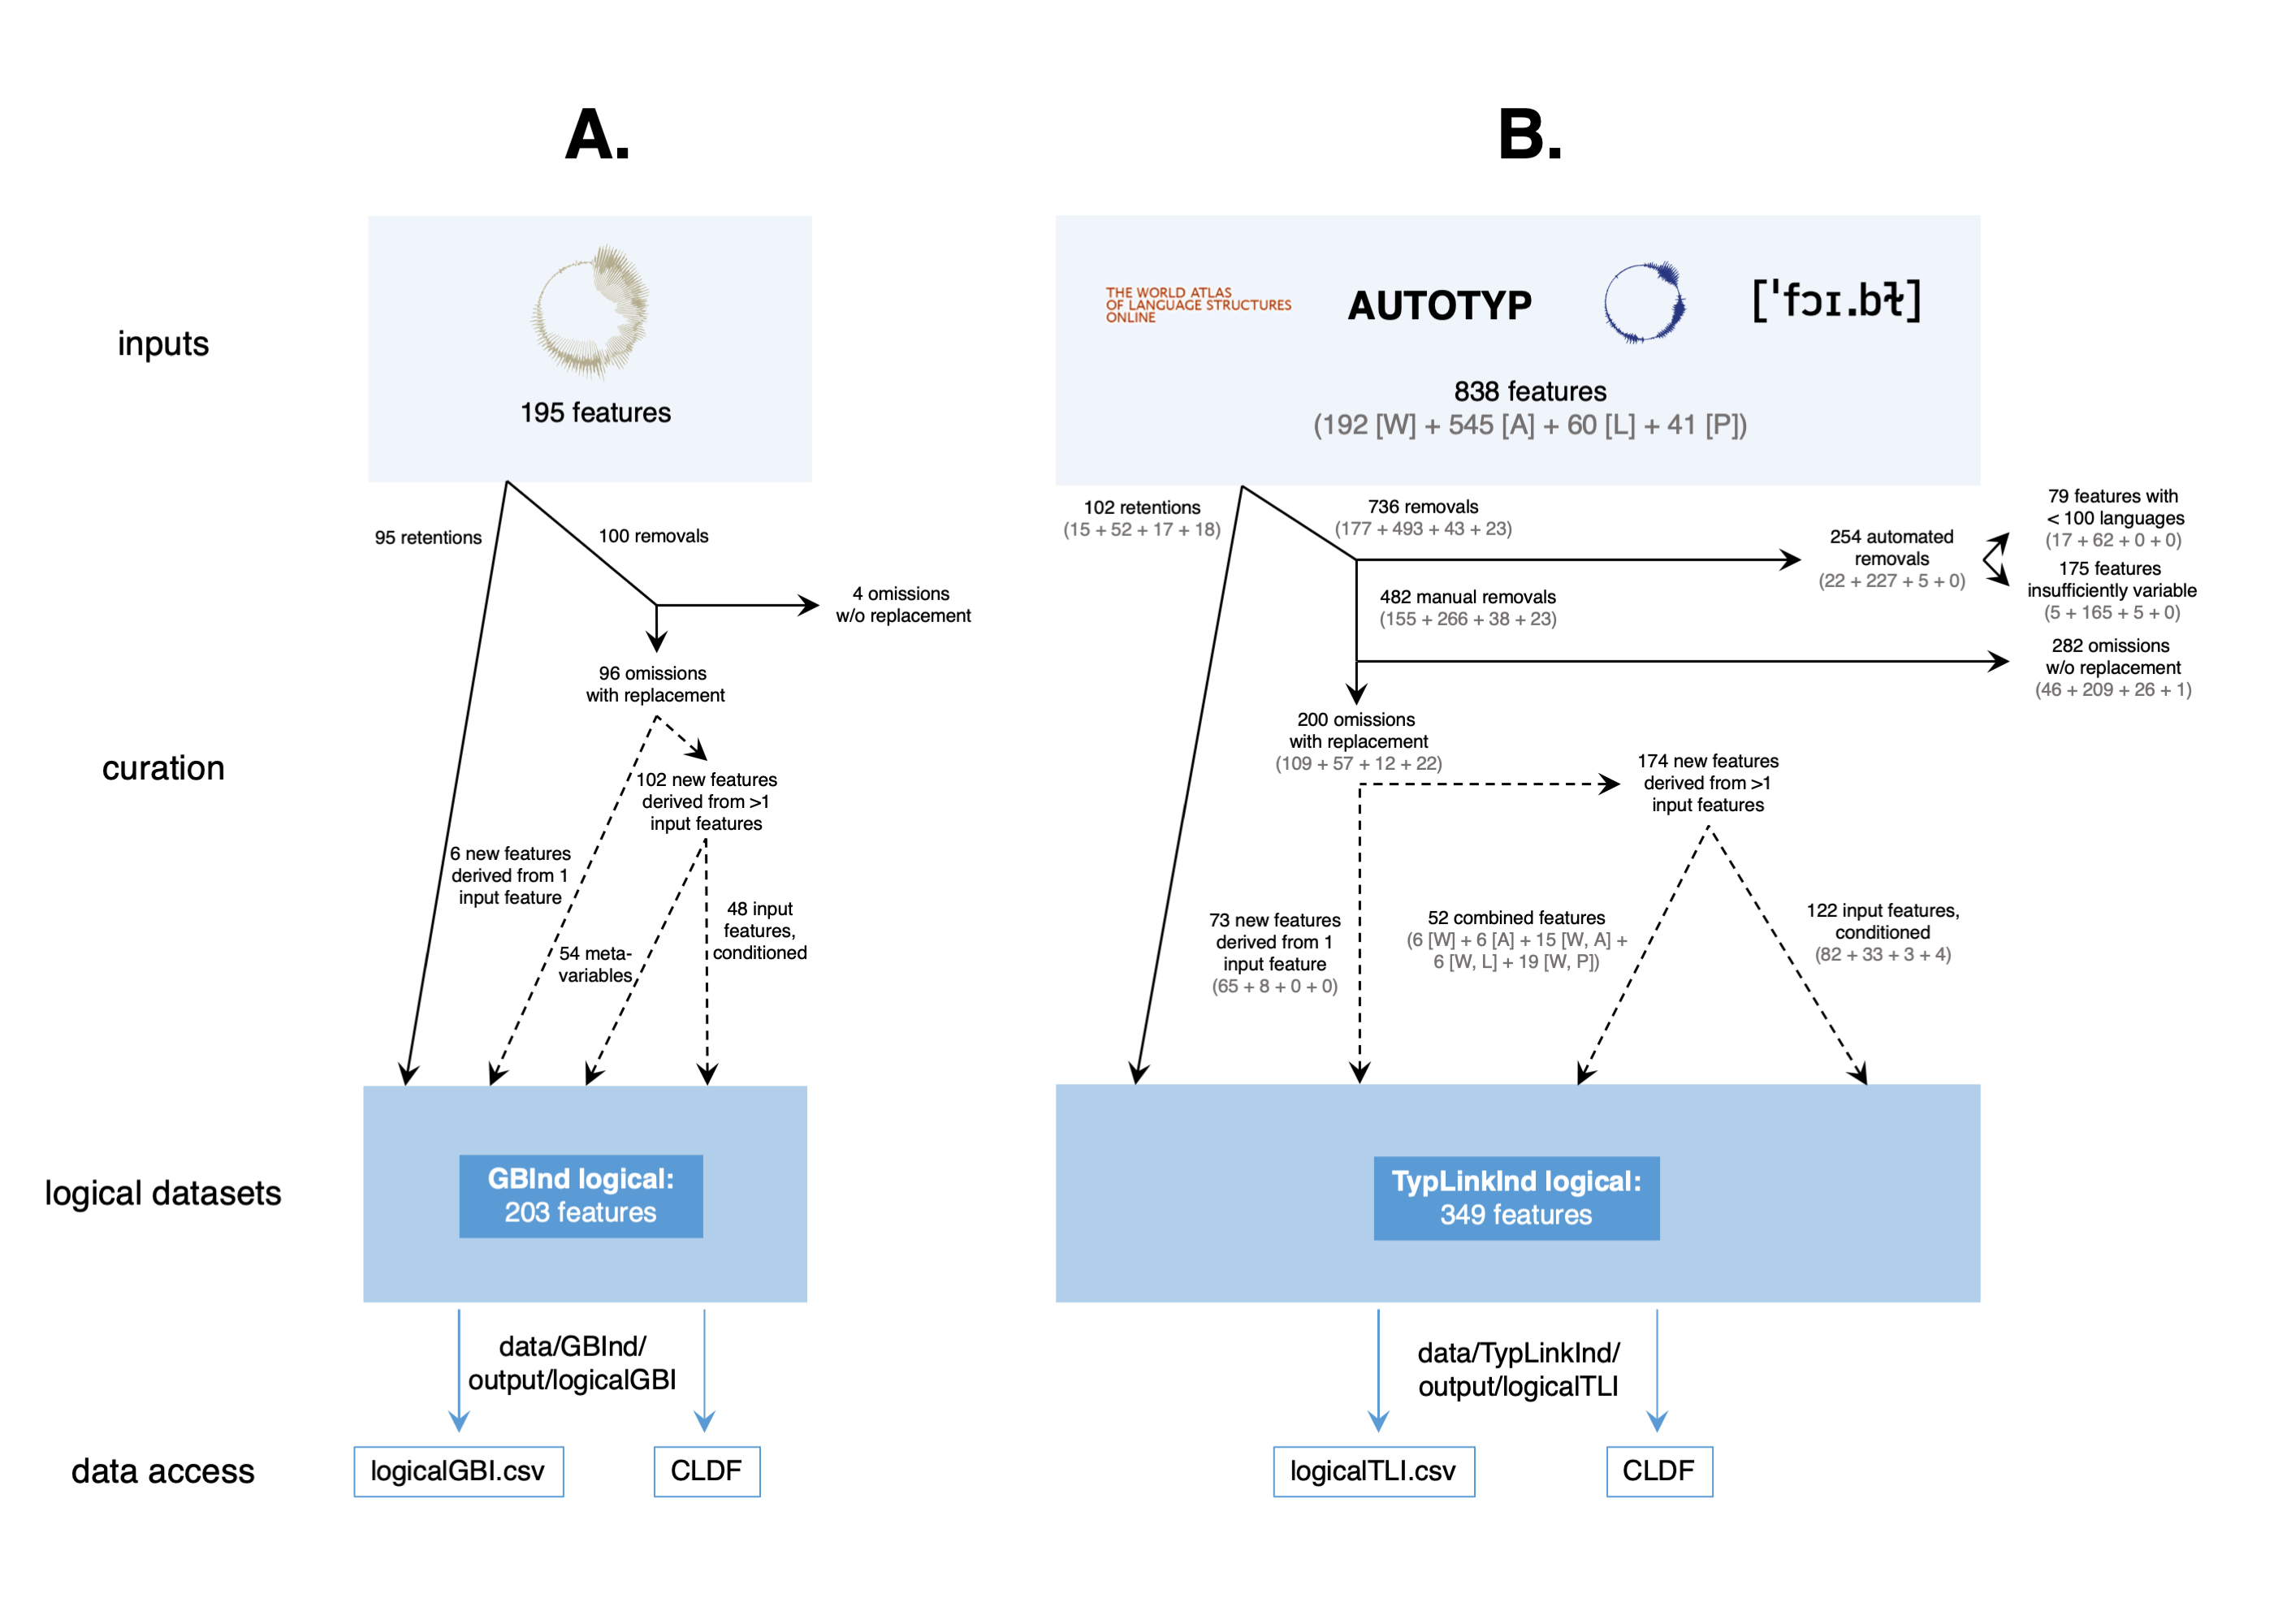 A.
B.
inputs
195 features
THE WORLD ATLAS
OF LANGUAGE STRUCTURES
ONLINE
AUTOTYP
[ˈfɔɪ.bɫ]
838 features
(192 [W] + 545 [A] + 60 [L] + 41 [P])
curation
95 retentions
100 removals
4 omissions
w/o replacement
96 omissions
with replacement
102 new features
derived from >1
input features
6 new features
derived from 1
input feature
54 meta-
variables
48 input
features,
conditioned
102 retentions
(15 + 52 + 17 + 18)
736 removals
(177 + 493 + 43 + 23)
254 automated
removals
(22 + 227 + 5 + 0)
79 features with
< 100 languages
(17 + 62 + 0 + 0)
175 features
insufficiently variable
(5 + 165 + 5 + 0)
482 manual removals
(155 + 266 + 38 + 23)
282 omissions
w/o replacement
(46 + 209 + 26 + 1)
200 omissions
with replacement
(109 + 57 + 12 + 22)
174 new features
derived from >1
input features
73 new features
derived from 1
input feature
(65 + 8 + 0 + 0)
52 combined features
(6 [W] + 6 [A] + 15 [W, A] +
6 [W, L] + 19 [W, P])
122 input features,
conditioned
(82 + 33 + 3 + 4)
logical datasets
GBInd logical:
203 features
TypLinkInd logical:
349 features
data/GBInd/
output/logicalGBI
data/TypLinkInd/
output/logicalTLI
data access
logicalGBI.csv
CLDF
logicalTLI.csv
CLDF